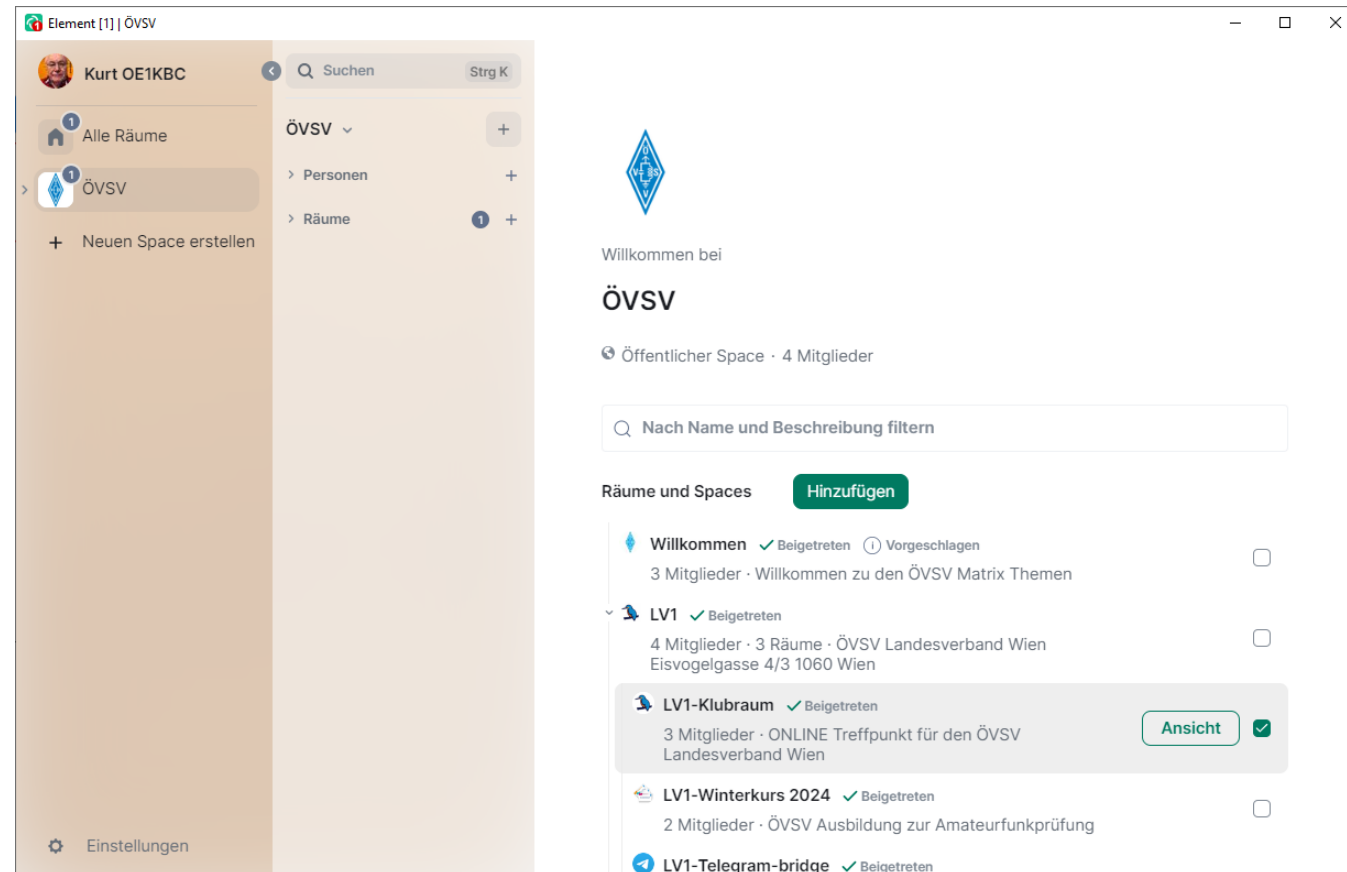 Element [1] | ÖVSV
Kurt OE1KBC
1
Alle Räume
1
ÖVSV
+ Neuen Space erstellen
Einstellungen
Suchen Strg K
ÖVSV +
Personen +
Räume 1 +
Ö
V S
V
Willkommen bei
ÖVSV
Öffentlicher Space · 4 Mitglieder
Nach Name und Beschreibung filtern
Räume und Spaces Hinzufügen
Willkommen ✓ Beigetreten ⓘ Vorgeschlagen
3 Mitglieder · Willkommen zu den ÖVSV Matrix Themen
LV1 ✓ Beigetreten
4 Mitglieder · 3 Räume · ÖVSV Landesverband Wien
Eisvogelgasse 4/3 1060 Wien
LV1-Klubraum ✓ Beigetreten
3 Mitglieder · ONLINE Treffpunkt für den ÖVSV
Landesverband Wien
Ansicht
LV1-Winterkurs 2024 ✓ Beigetreten
2 Mitglieder · ÖVSV Ausbildung zur Amateurfunkprüfung
LV1-Telegram-bridge ✓ Beigetreten